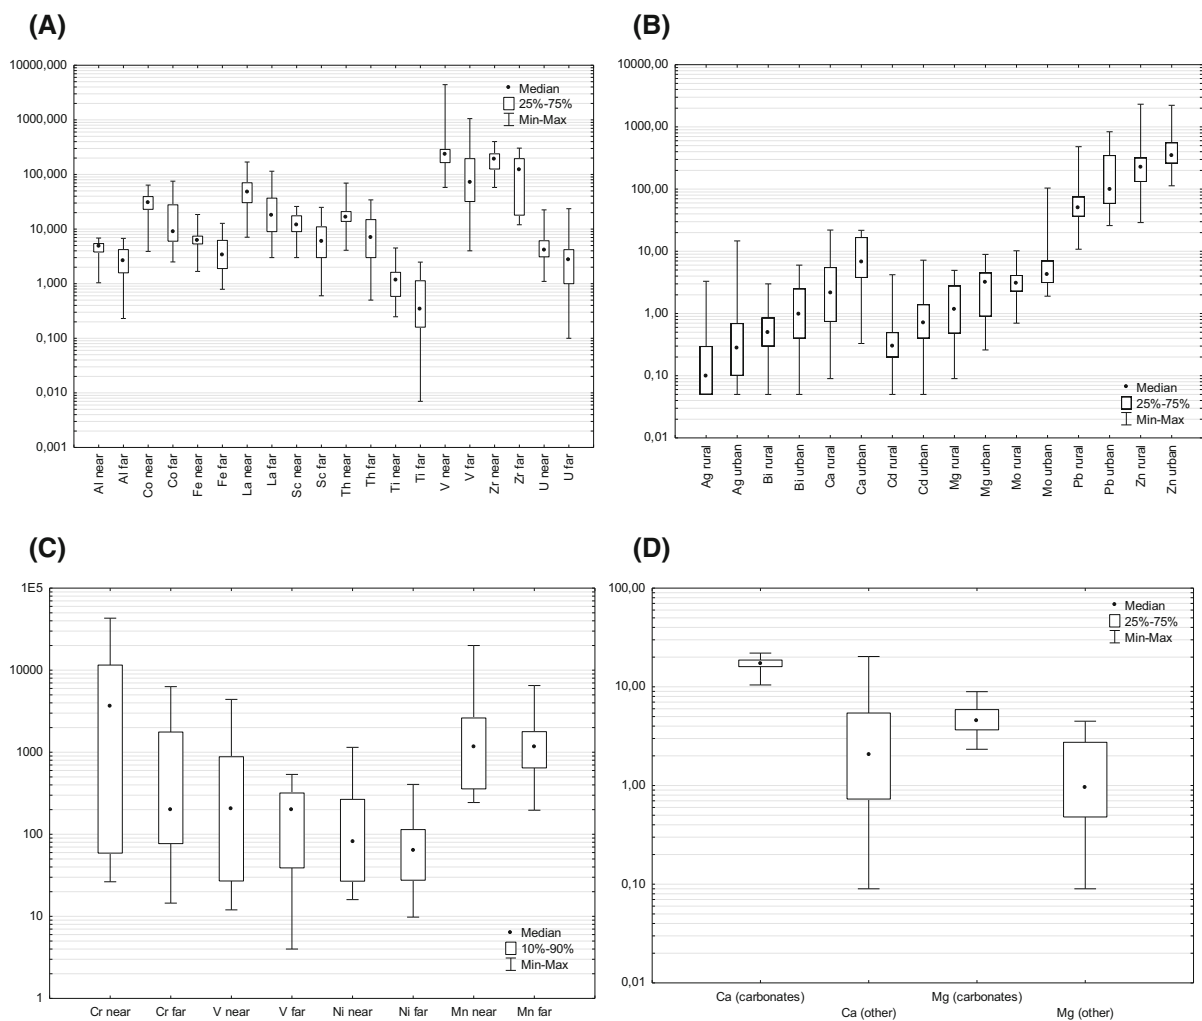 (A)
10000,000
1000,000
100,000
10,000
1,000
0,100
0,010
0,001
Median
25%-75%
Min-Max
Al near
Al far
Co near
Co far
Fe near
Fe far
La near
La far
Sc near
Sc far
Th near
Th far
Ti near
Ti far
V near
V far
Zr near
Zr far
U near
U far
(B)
10000,00
1000,00
100,00
10,00
1,00
0,10
0,01
Median
25%-75%
Min-Max
Ag rural
Ag urban
Bi rural
Bi urban
Ca rural
Ca urban
Cd rural
Cd urban
Mg rural
Mg urban
Mo rural
Mo urban
Pb rural
Pb urban
Zn rural
Zn urban
(C)
1E5
10000
1000
100
10
1
Median
10%-90%
Min-Max
Cr near
Cr far
V near
V far
Ni near
Ni far
Mn near
Mn far
(D)
100,00
10,00
1,00
0,10
0,01
Median
25%-75%
Min-Max
Ca (carbonates)
Ca (other)
Mg (carbonates)
Mg (other)